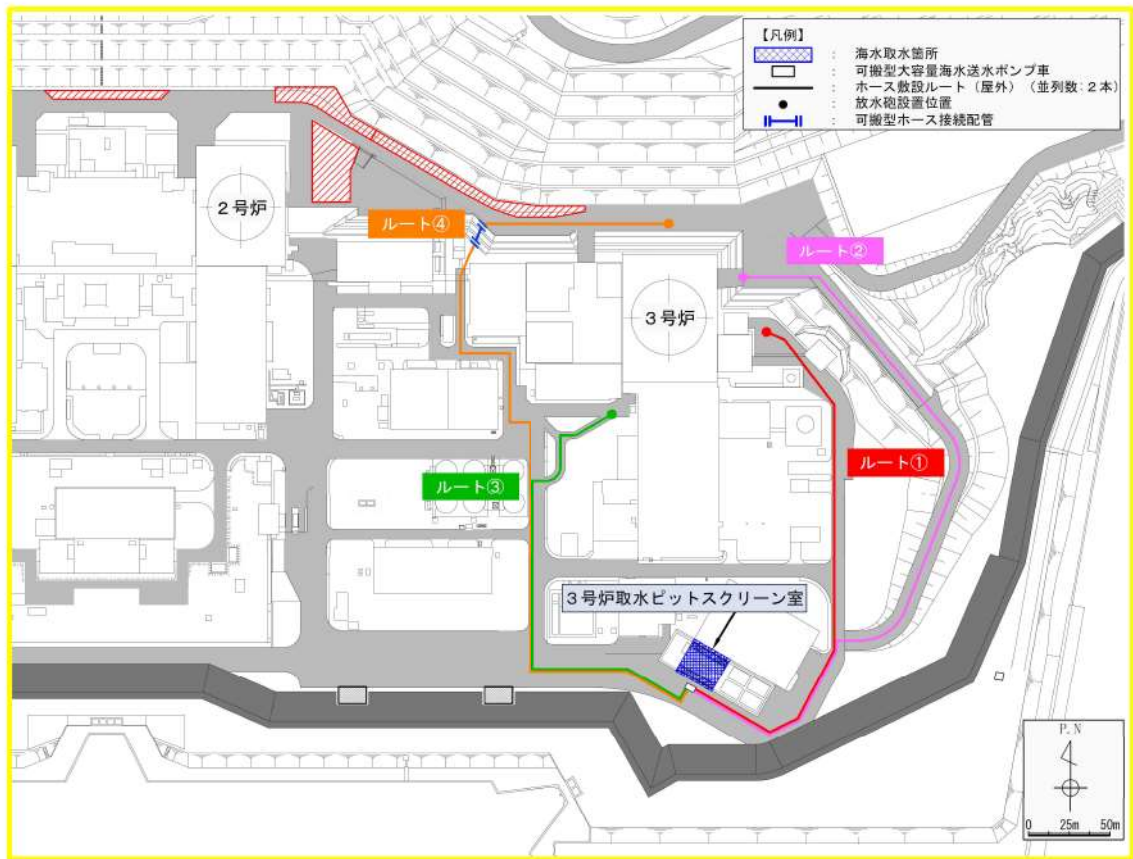 【凡例】
： 海水取水箇所
： 可搬型大容量海水送水ポンプ車
： ホース敷設ルート（屋外）（並列数：２本）
： 放水砲設置位置
： 可搬型ホース接続配管
２号炉
ルート④
ルート②
３号炉
ルート①
ルート③
３号炉取水ピットスクリーン室
P.N
0 25m 50m